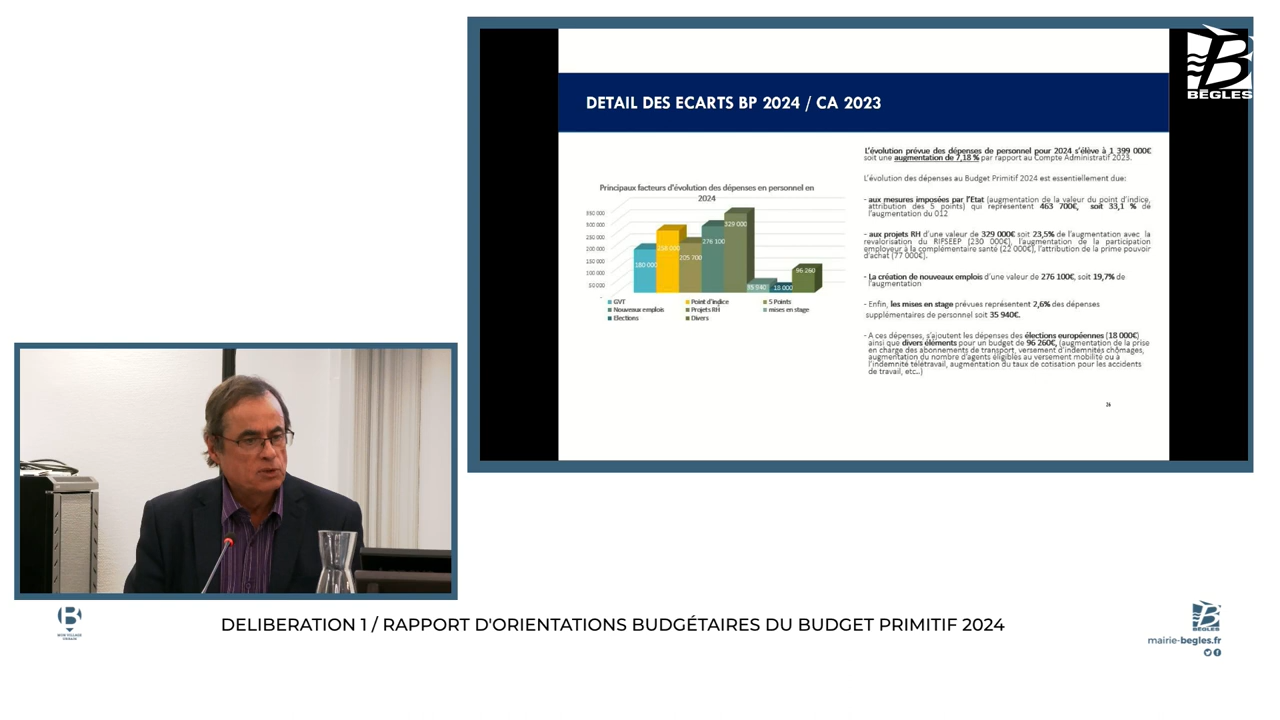 BEGLES
DETAIL DES ECARTS BP 2024 / CA 2023
Principaux facteurs d'évolution des dépenses en personnel en
2024
350 000
300 000
250 000
200 000
150 000
100 000
50 000
-
180 000
258 000
205 700
276 100
329 000
35 940
18 000
96 260
GVT
Point d'indice
5 Points
Nouveaux emplois
Projets RH
mises en stage
Elections
Divers
L'évolution prévue des dépenses de personnel pour 2024 s'élève à 1 399 000€
soit une augmentation de 7,18 % par rapport au Compte Administratif 2023.
L'évolution des dépenses au Budget Primitif 2024 est essentiellement due:
- aux mesures imposées par l'Etat (augmentation de la valeur du point d'indice,
attribution des 5 points) qui représentent 463 700€, soit 33,1 % de
l'augmentation du 012
- aux projets RH d'une valeur de 329 000€ soit 23,5% de l'augmentation avec la
revalorisation du RIFSEEP (230 000€), l'augmentation de la participation
employeur à la complémentaire santé (22 000€), l'attribution de la prime pouvoir
d'achat (77 000€).
- La création de nouveaux emplois d'une valeur de 276 100€, soit 19,7% de
l'augmentation
- Enfin, les mises en stage prévues représentent 2,6% des dépenses
supplémentaires de personnel soit 35 940€.
- A ces dépenses, s'ajoutent les dépenses des élections européennes (18 000€)
ainsi que divers éléments pour un budget de 96 260€, (augmentation de la prise
en charge des abonnements de transport, versement d'indemnités chômages,
augmentation du nombre d'agents éligibles au versement mobilité ou à
l'indemnité télétravail, augmentation du taux de cotisation pour les accidents
de travail, etc..)
DELIBERATION 1 / RAPPORT D'ORIENTATIONS BUDGÉTAIRES DU BUDGET PRIMITIF 2024
BEGLES
mairie-begles.fr